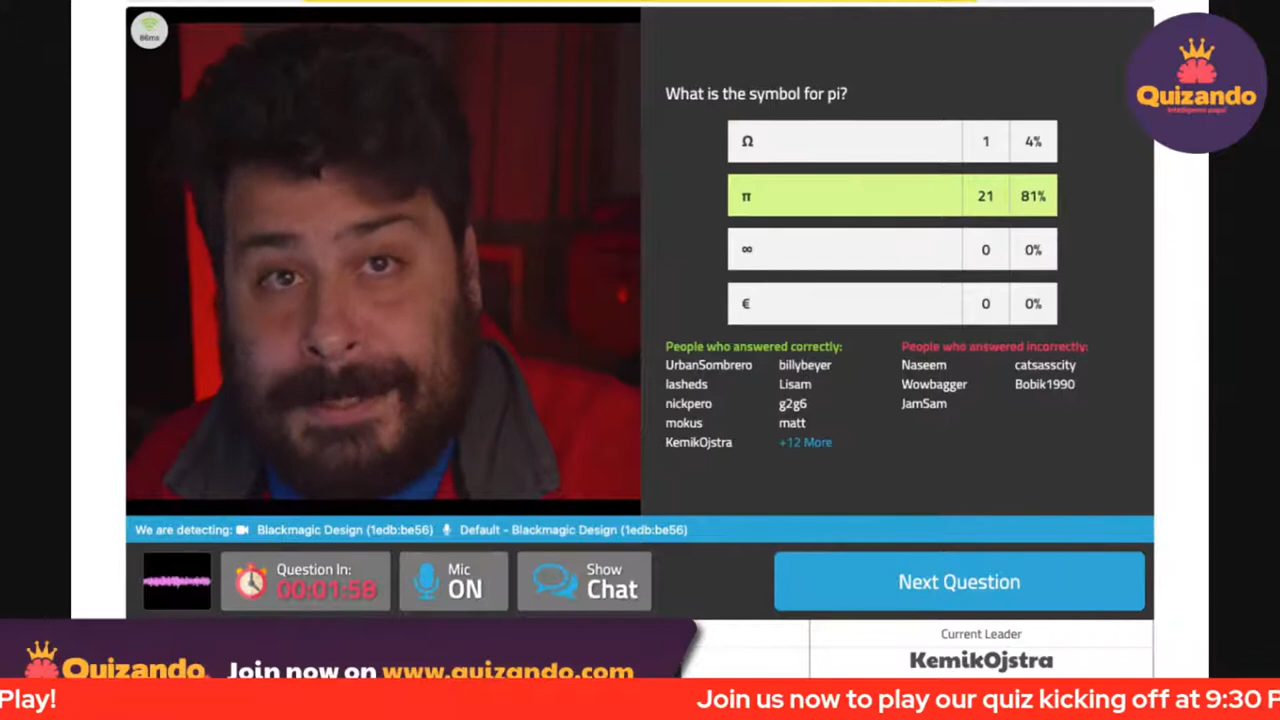 86ms
What is the symbol for pi?
Ω 1 4%
π 21 81%
∞ 0 0%
€ 0 0%
People who answered correctly:
UrbanSombrero billybeyer
lasheds Lisam
nickpero g2g6
mokus matt
KemikOjstra +12 More
People who answered incorrectly:
Naseem catsasscity
Wowbagger Bobik1990
JamSam
Quizando
We are detecting: Blackmagic Design (1edb:be56) Default - Blackmagic Design (1edb:be56)
Question In:
00:01:58
Mic
ON
Show
Chat
Next Question
Current Leader
KemikOjstra
Quizando
Join now on www.quizando.com
Play! Join us now to play our quiz kicking off at 9:30 P